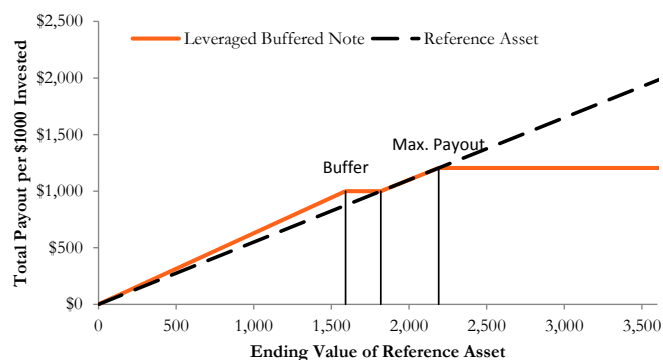 $2,500
Leveraged Buffered Note
Reference Asset
$2,000
Total Payout per $1000 Invested
$1,500
Max. Payout
Buffer
$1,000
$500
$0
0 500 1,000 1,500 2,000 2,500 3,000 3,500
Ending Value of Reference Asset